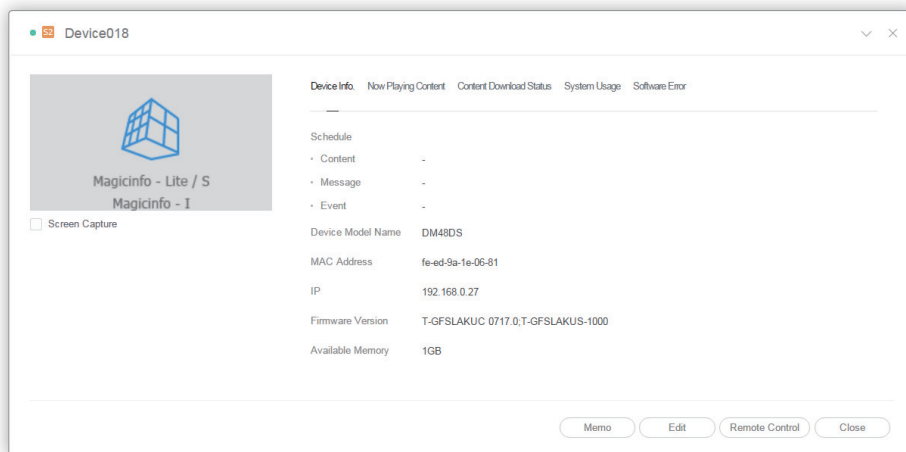 S2 Device018
Magicinfo - Lite / S
Magicinfo - I
Screen Capture
Device Info. Now Playing Content Content Download Status System Usage Software Error
Schedule
· Content -
· Message -
· Event -
Device Model Name DM48DS
MAC Address fe-ed-9a-1e-06-81
IP 192.168.0.27
Firmware Version T-GFSLAKUC 0717.0;T-GFSLAKUS-1000
Available Memory 1GB
Memo Edit Remote Control Close